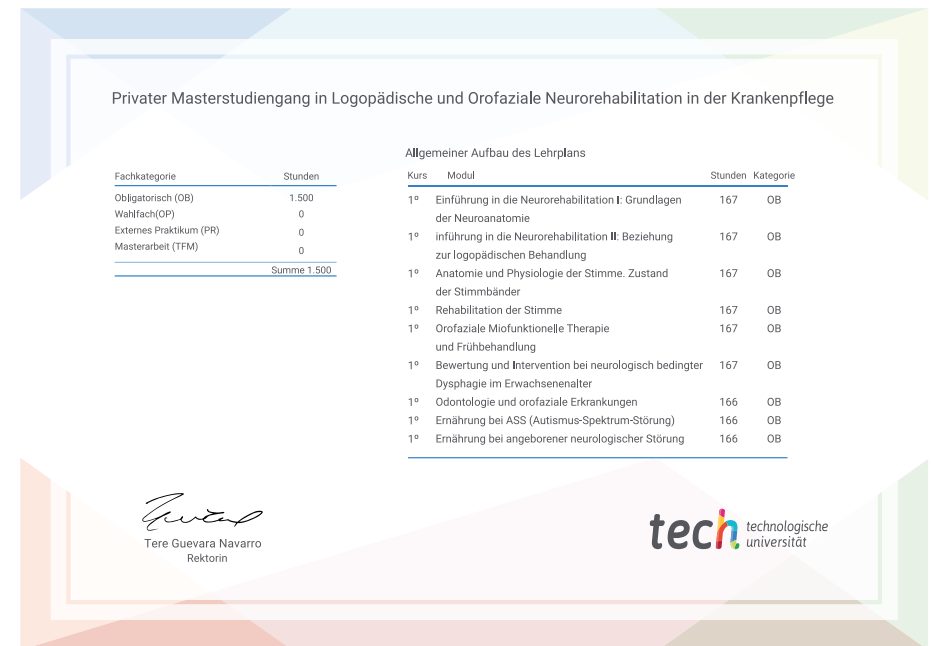 Privater Masterstudiengang in Logopädische und Orofaziale Neurorehabilitation in der Krankenpflege
Fachkategorie Stunden
Obligatorisch (OB) 1.500
Wahlfach(OP) 0
Externes Praktikum (PR) 0
Masterarbeit (TFM) 0
Summe 1.500
Allgemeiner Aufbau des Lehrplans
Kurs Modul Stunden Kategorie
1º Einführung in die Neurorehabilitation I: Grundlagen 167 OB
der Neuroanatomie
1º inführung in die Neurorehabilitation II: Beziehung 167 OB
zur logopädischen Behandlung
1º Anatomie und Physiologie der Stimme. Zustand 167 OB
der Stimmbänder
1º Rehabilitation der Stimme 167 OB
1º Orofaziale Miofunktionelle Therapie 167 OB
und Frühbehandlung
1º Bewertung und Intervention bei neurologisch bedingter 167 OB
Dysphagie im Erwachsenenalter
1º Odontologie und orofaziale Erkrankungen 166 OB
1º Ernährung bei ASS (Autismus-Spektrum-Störung) 166 OB
1º Ernährung bei angeborener neurologischer Störung 166 OB
Tere Guevara Navarro
Rektorin
tech technologische
universität